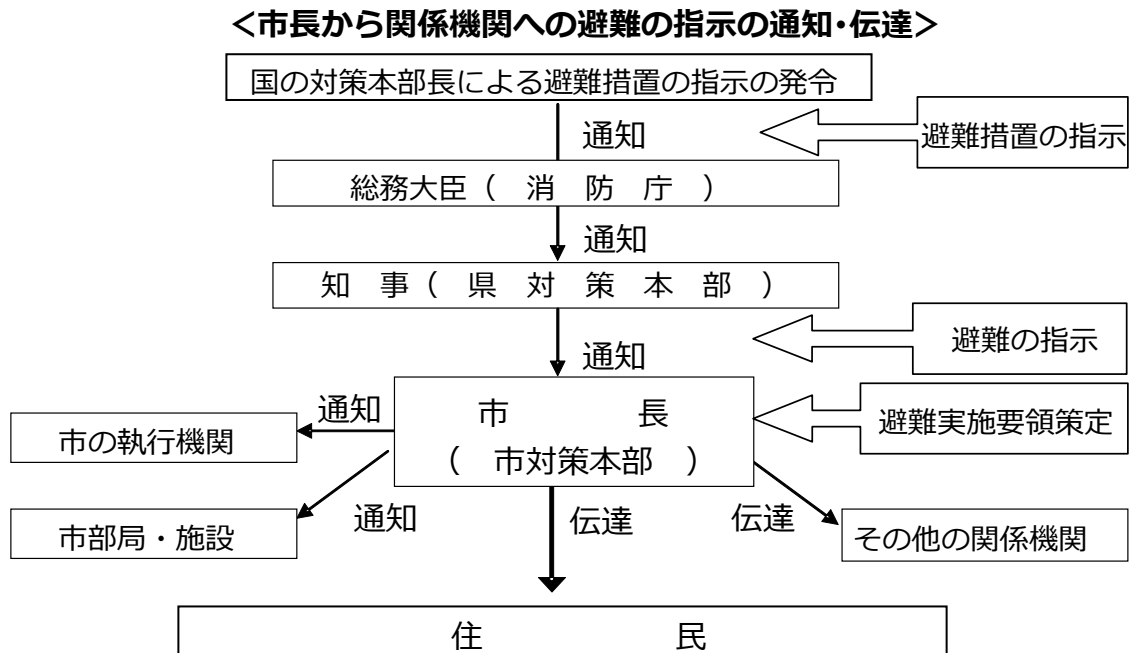 ＜市長から関係機関への避難の指示の通知・伝達＞
国の対策本部長による避難措置の指示の発令
通知
避難措置の指示
総務大臣（　消　防　庁　）
通知
知　事（　県　対　策　本　部　）
通知
避難の指示
市　　　　長
（　市対策本部　）
避難実施要領策定
通知
市の執行機関
通知
市部局・施設
伝達
伝達
その他の関係機関
住　　　　　　民